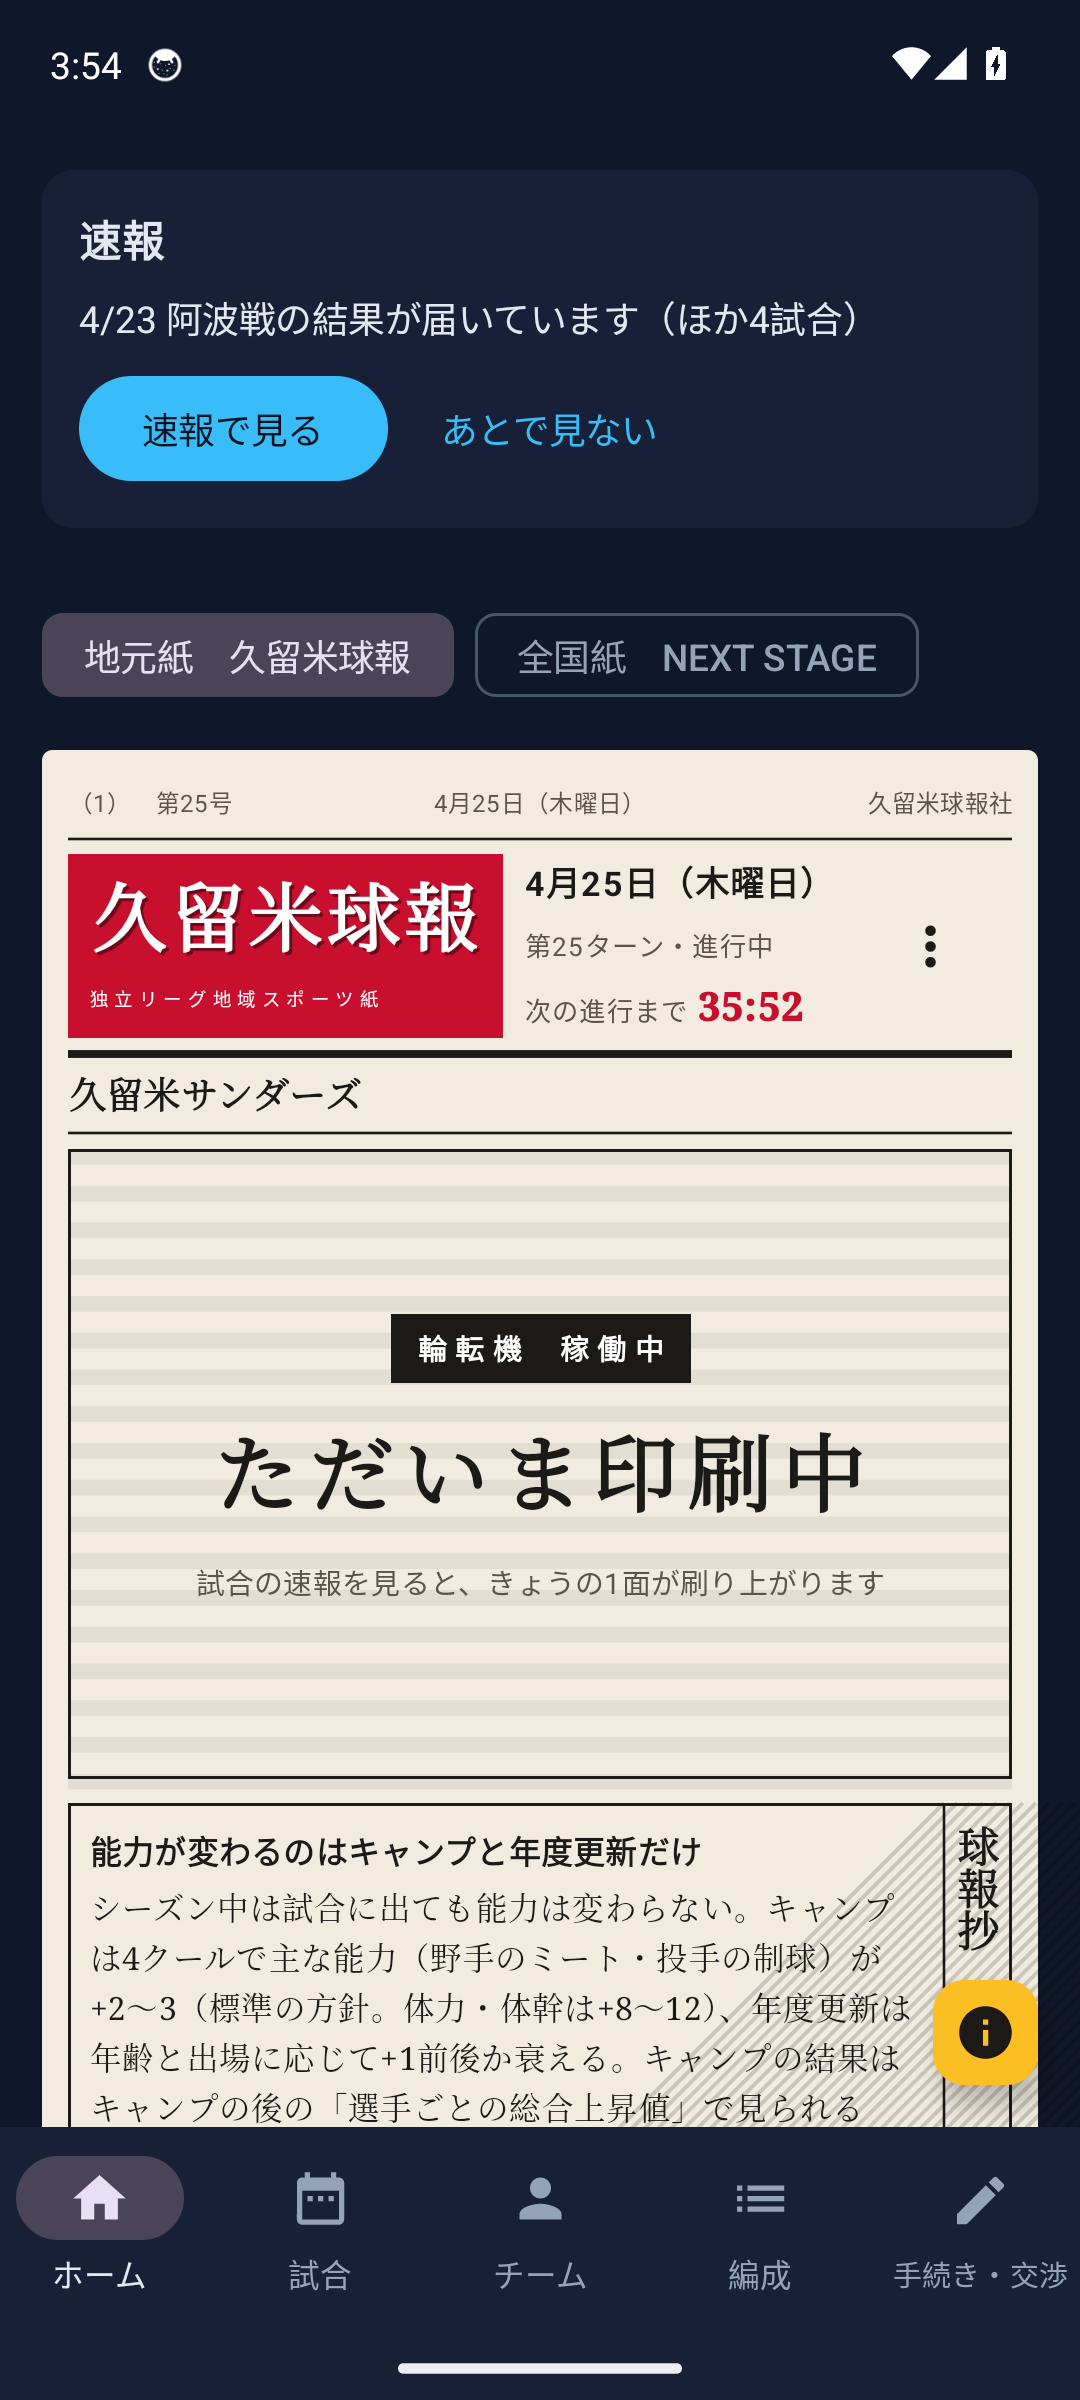 3:54
速報
4/23 阿波戦の結果が届いています（ほか4試合）
速報で見る
あとで見ない
地元紙　久留米球報
全国紙　NEXT STAGE
（1）　第25号
4月25日（木曜日）
久留米球報社
久留米球報
独立リーグ地域スポーツ紙
4月25日（木曜日）
第25ターン・進行中
次の進行まで 35:52
久留米サンダーズ
輪転機　稼働中
ただいま印刷中
試合の速報を見ると、きょうの1面が刷り上がります
球報抄
能力が変わるのはキャンプと年度更新だけ
シーズン中は試合に出ても能力は変わらない。キャンプ
は4クールで主な能力（野手のミート・投手の制球）が
+2〜3（標準の方針。体力・体幹は+8〜12）、年度更新は
年齢と出場に応じて+1前後か衰える。キャンプの結果は
キャンプの後の「選手ごとの総合上昇値」で見られる
ホーム
試合
チーム
編成
手続き・交渉